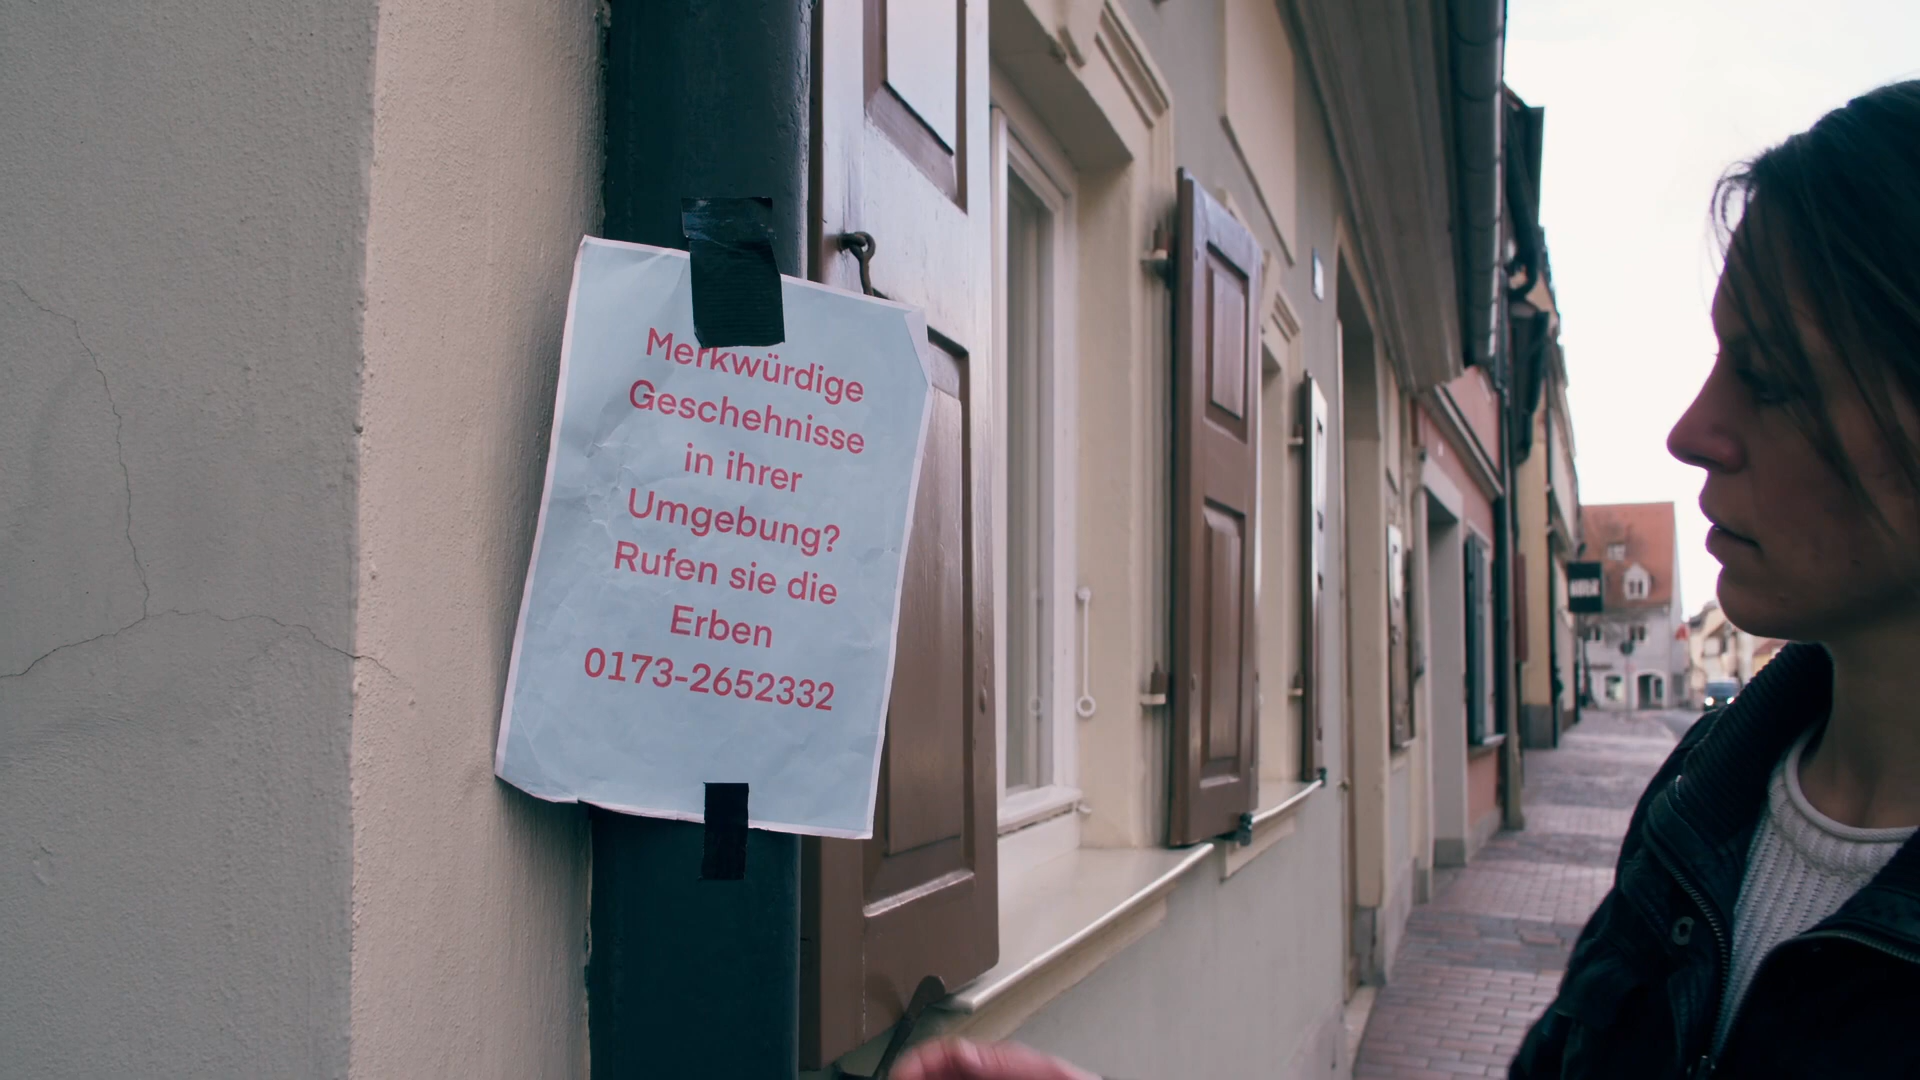 Merkwürdige
Geschehnisse
in ihrer
Umgebung?
Rufen sie die
Erben
0173-2652332